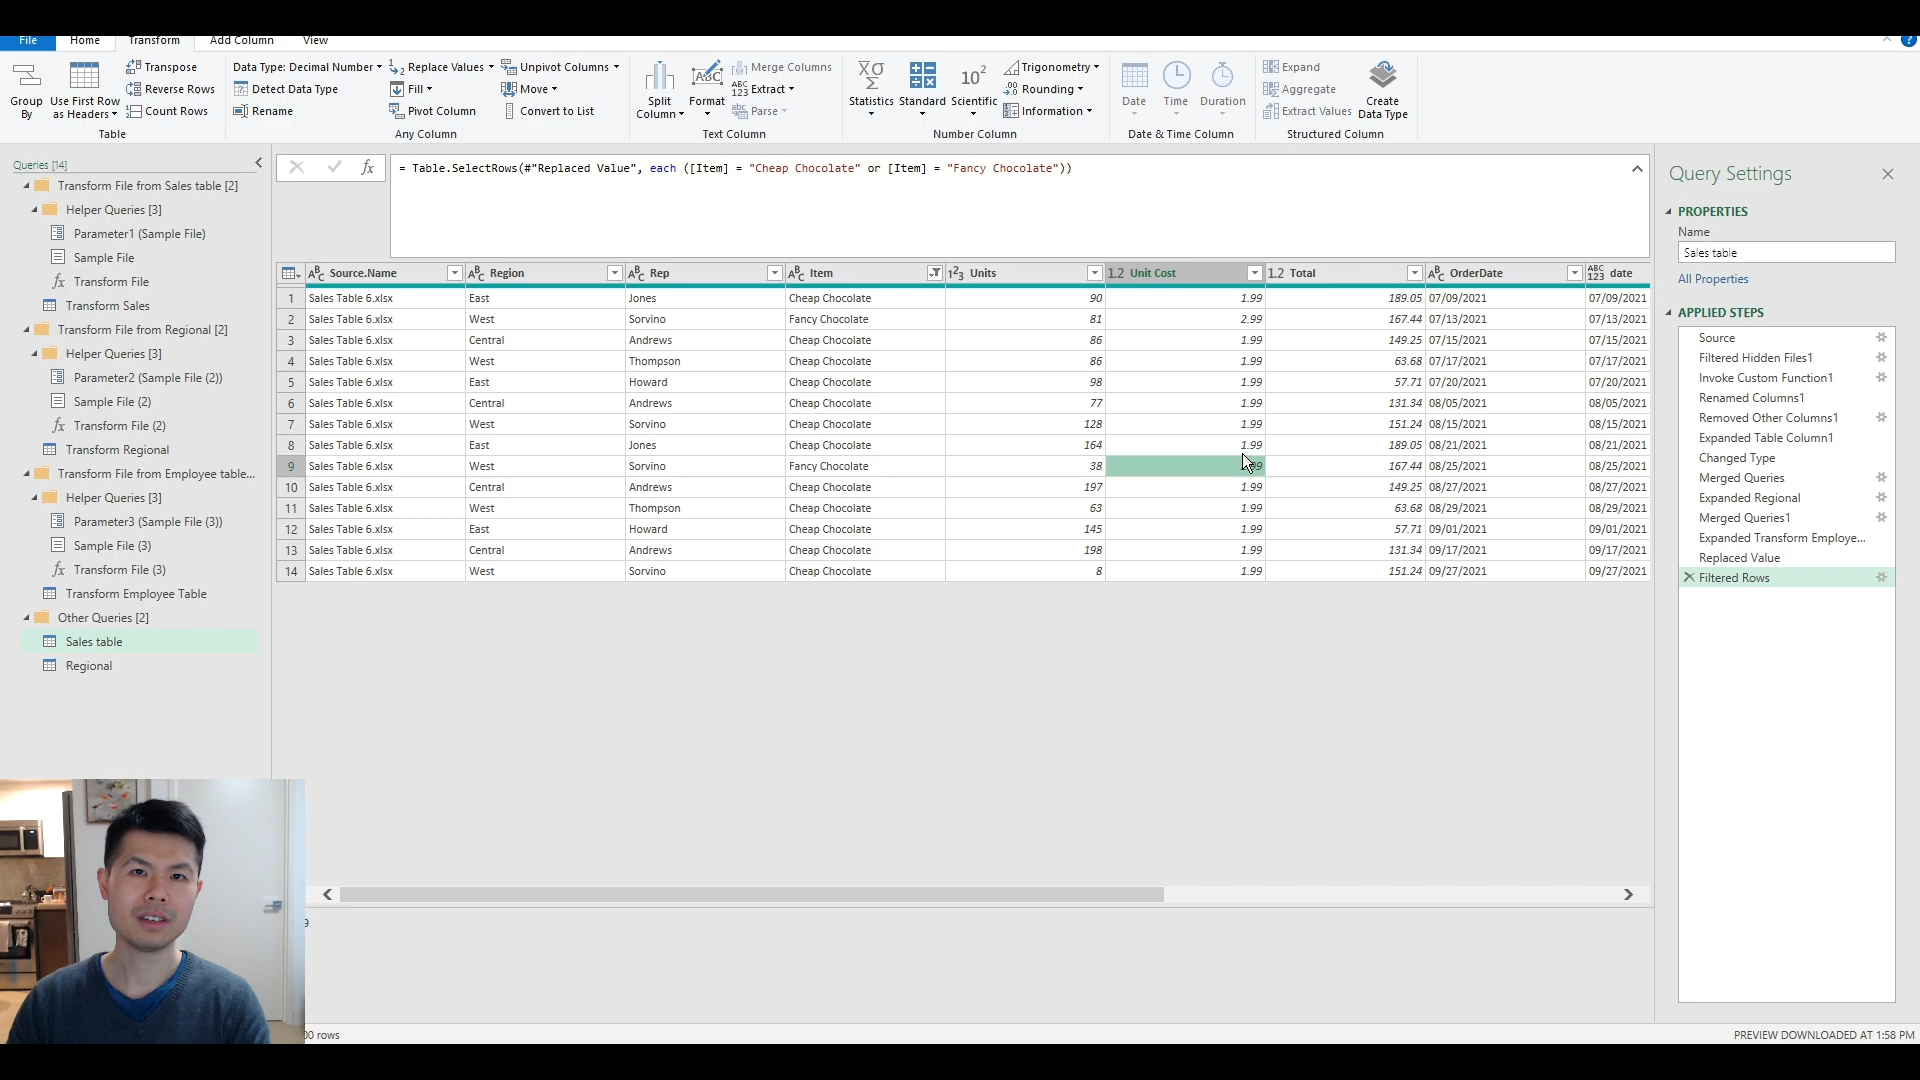 File Home Transform Add Column View
Group By
Use First Row as Headers
Transpose
Reverse Rows
Count Rows
Table
Data Type: Decimal Number
Detect Data Type
Rename
Replace Values
Fill
Pivot Column
Unpivot Columns
Move
Convert to List
Any Column
Split Column
Format
Merge Columns
Extract
Parse
Text Column
Statistics
Standard
Scientific
Trigonometry
Rounding
Information
Number Column
Date
Time
Duration
Date & Time Column
Expand
Aggregate
Extract Values
Create Data Type
Structured Column
Queries [14]
Transform File from Sales table [2]
Helper Queries [3]
Parameter1 (Sample File)
Sample File
Transform File
Transform Sales
Transform File from Regional [2]
Helper Queries [3]
Parameter2 (Sample File (2))
Sample File (2)
Transform File (2)
Transform Regional
Transform File from Employee table...
Helper Queries [3]
Parameter3 (Sample File (3))
Sample File (3)
Transform File (3)
Transform Employee Table
Other Queries [2]
Sales table
Regional
= Table.SelectRows(#"Replaced Value", each ([Item] = "Cheap Chocolate" or [Item] = "Fancy Chocolate"))
Source.Name Region Rep Item Units Unit Cost Total OrderDate date
1 Sales Table 6.xlsx East Jones Cheap Chocolate 90 1.99 189.05 07/09/2021 07/09/2021
2 Sales Table 6.xlsx West Sorvino Fancy Chocolate 81 2.99 167.44 07/13/2021 07/13/2021
3 Sales Table 6.xlsx Central Andrews Cheap Chocolate 86 1.99 149.25 07/15/2021 07/15/2021
4 Sales Table 6.xlsx West Thompson Cheap Chocolate 86 1.99 63.68 07/17/2021 07/17/2021
5 Sales Table 6.xlsx East Howard Cheap Chocolate 98 1.99 57.71 07/20/2021 07/20/2021
6 Sales Table 6.xlsx Central Andrews Cheap Chocolate 77 1.99 131.34 08/05/2021 08/05/2021
7 Sales Table 6.xlsx West Sorvino Cheap Chocolate 128 1.99 151.24 08/15/2021 08/15/2021
8 Sales Table 6.xlsx East Jones Cheap Chocolate 164 1.99 189.05 08/21/2021 08/21/2021
9 Sales Table 6.xlsx West Sorvino Fancy Chocolate 38 167.44 08/25/2021 08/25/2021
10 Sales Table 6.xlsx Central Andrews Cheap Chocolate 197 1.99 149.25 08/27/2021 08/27/2021
11 Sales Table 6.xlsx West Thompson Cheap Chocolate 63 1.99 63.68 08/29/2021 08/29/2021
12 Sales Table 6.xlsx East Howard Cheap Chocolate 145 1.99 57.71 09/01/2021 09/01/2021
13 Sales Table 6.xlsx Central Andrews Cheap Chocolate 198 1.99 131.34 09/17/2021 09/17/2021
14 Sales Table 6.xlsx West Sorvino Cheap Chocolate 8 1.99 151.24 09/27/2021 09/27/2021
Query Settings
PROPERTIES
Name
Sales table
All Properties
APPLIED STEPS
Source
Filtered Hidden Files1
Invoke Custom Function1
Renamed Columns1
Removed Other Columns1
Expanded Table Column1
Changed Type
Merged Queries
Expanded Regional
Merged Queries1
Expanded Transform Employe...
Replaced Value
Filtered Rows
rows
PREVIEW DOWNLOADED AT 1:58 PM